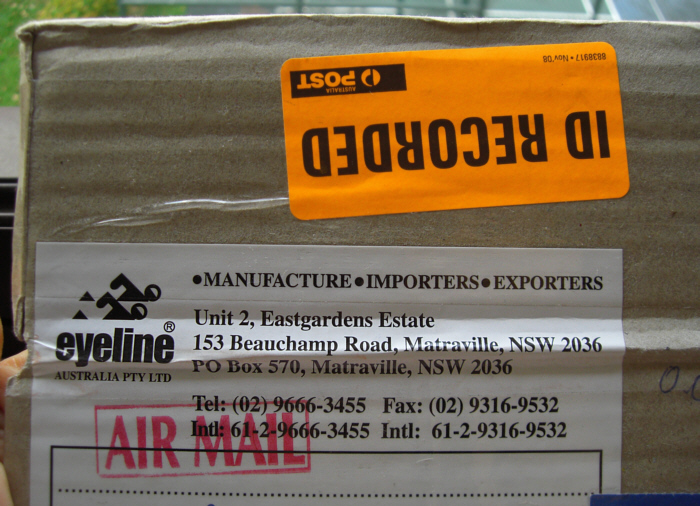 8838917 • Nov'08
AUSTRALIA
POST
ID RECORDED
eyeline®
AUSTRALIA PTY LTD
•MANUFACTURE•IMPORTERS•EXPORTERS
Unit 2, Eastgardens Estate
153 Beauchamp Road, Matraville, NSW 2036
PO Box 570, Matraville, NSW 2036
Tel: (02) 9666-3455 Fax: (02) 9316-9532
Intl: 61-2-9666-3455 Intl: 61-2-9316-9532
AIR MAIL